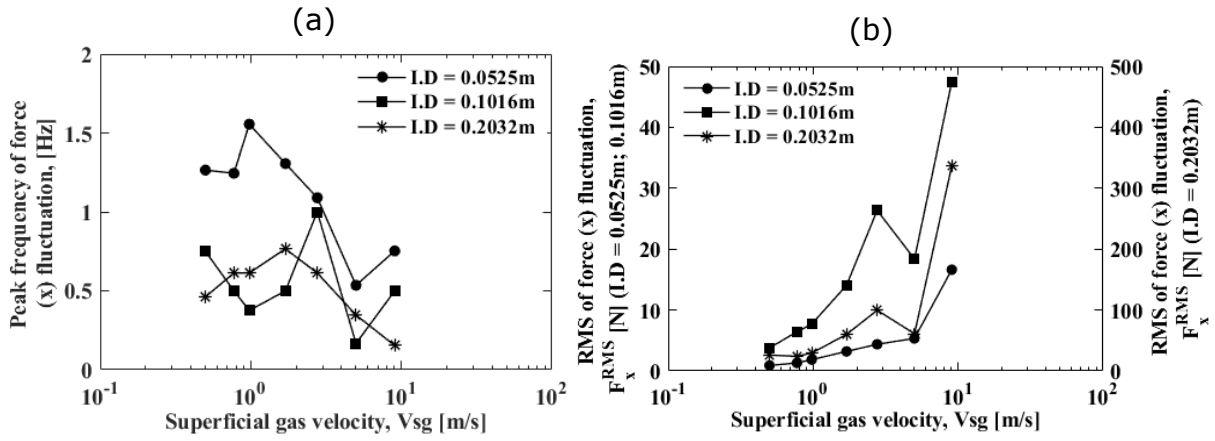 (a)
2
1.5
1
0.5
0
10^-1
10^0
10^1
10^2
Peak frequency of force
(x) fluctuation, [Hz]
Superficial gas velocity, Vsg [m/s]
I.D = 0.0525m
I.D = 0.1016m
I.D = 0.2032m
(b)
50
40
30
20
10
0
500
400
300
200
100
0
10^-1
10^0
10^1
10^2
RMS of force (x) fluctuation,
F_x^RMS [N] (I.D = 0.0525m; 0.1016m)
RMS of force (x) fluctuation,
F_x^RMS [N] (I.D = 0.2032m)
Superficial gas velocity, Vsg [m/s]
I.D = 0.0525m
I.D = 0.1016m
I.D = 0.2032m